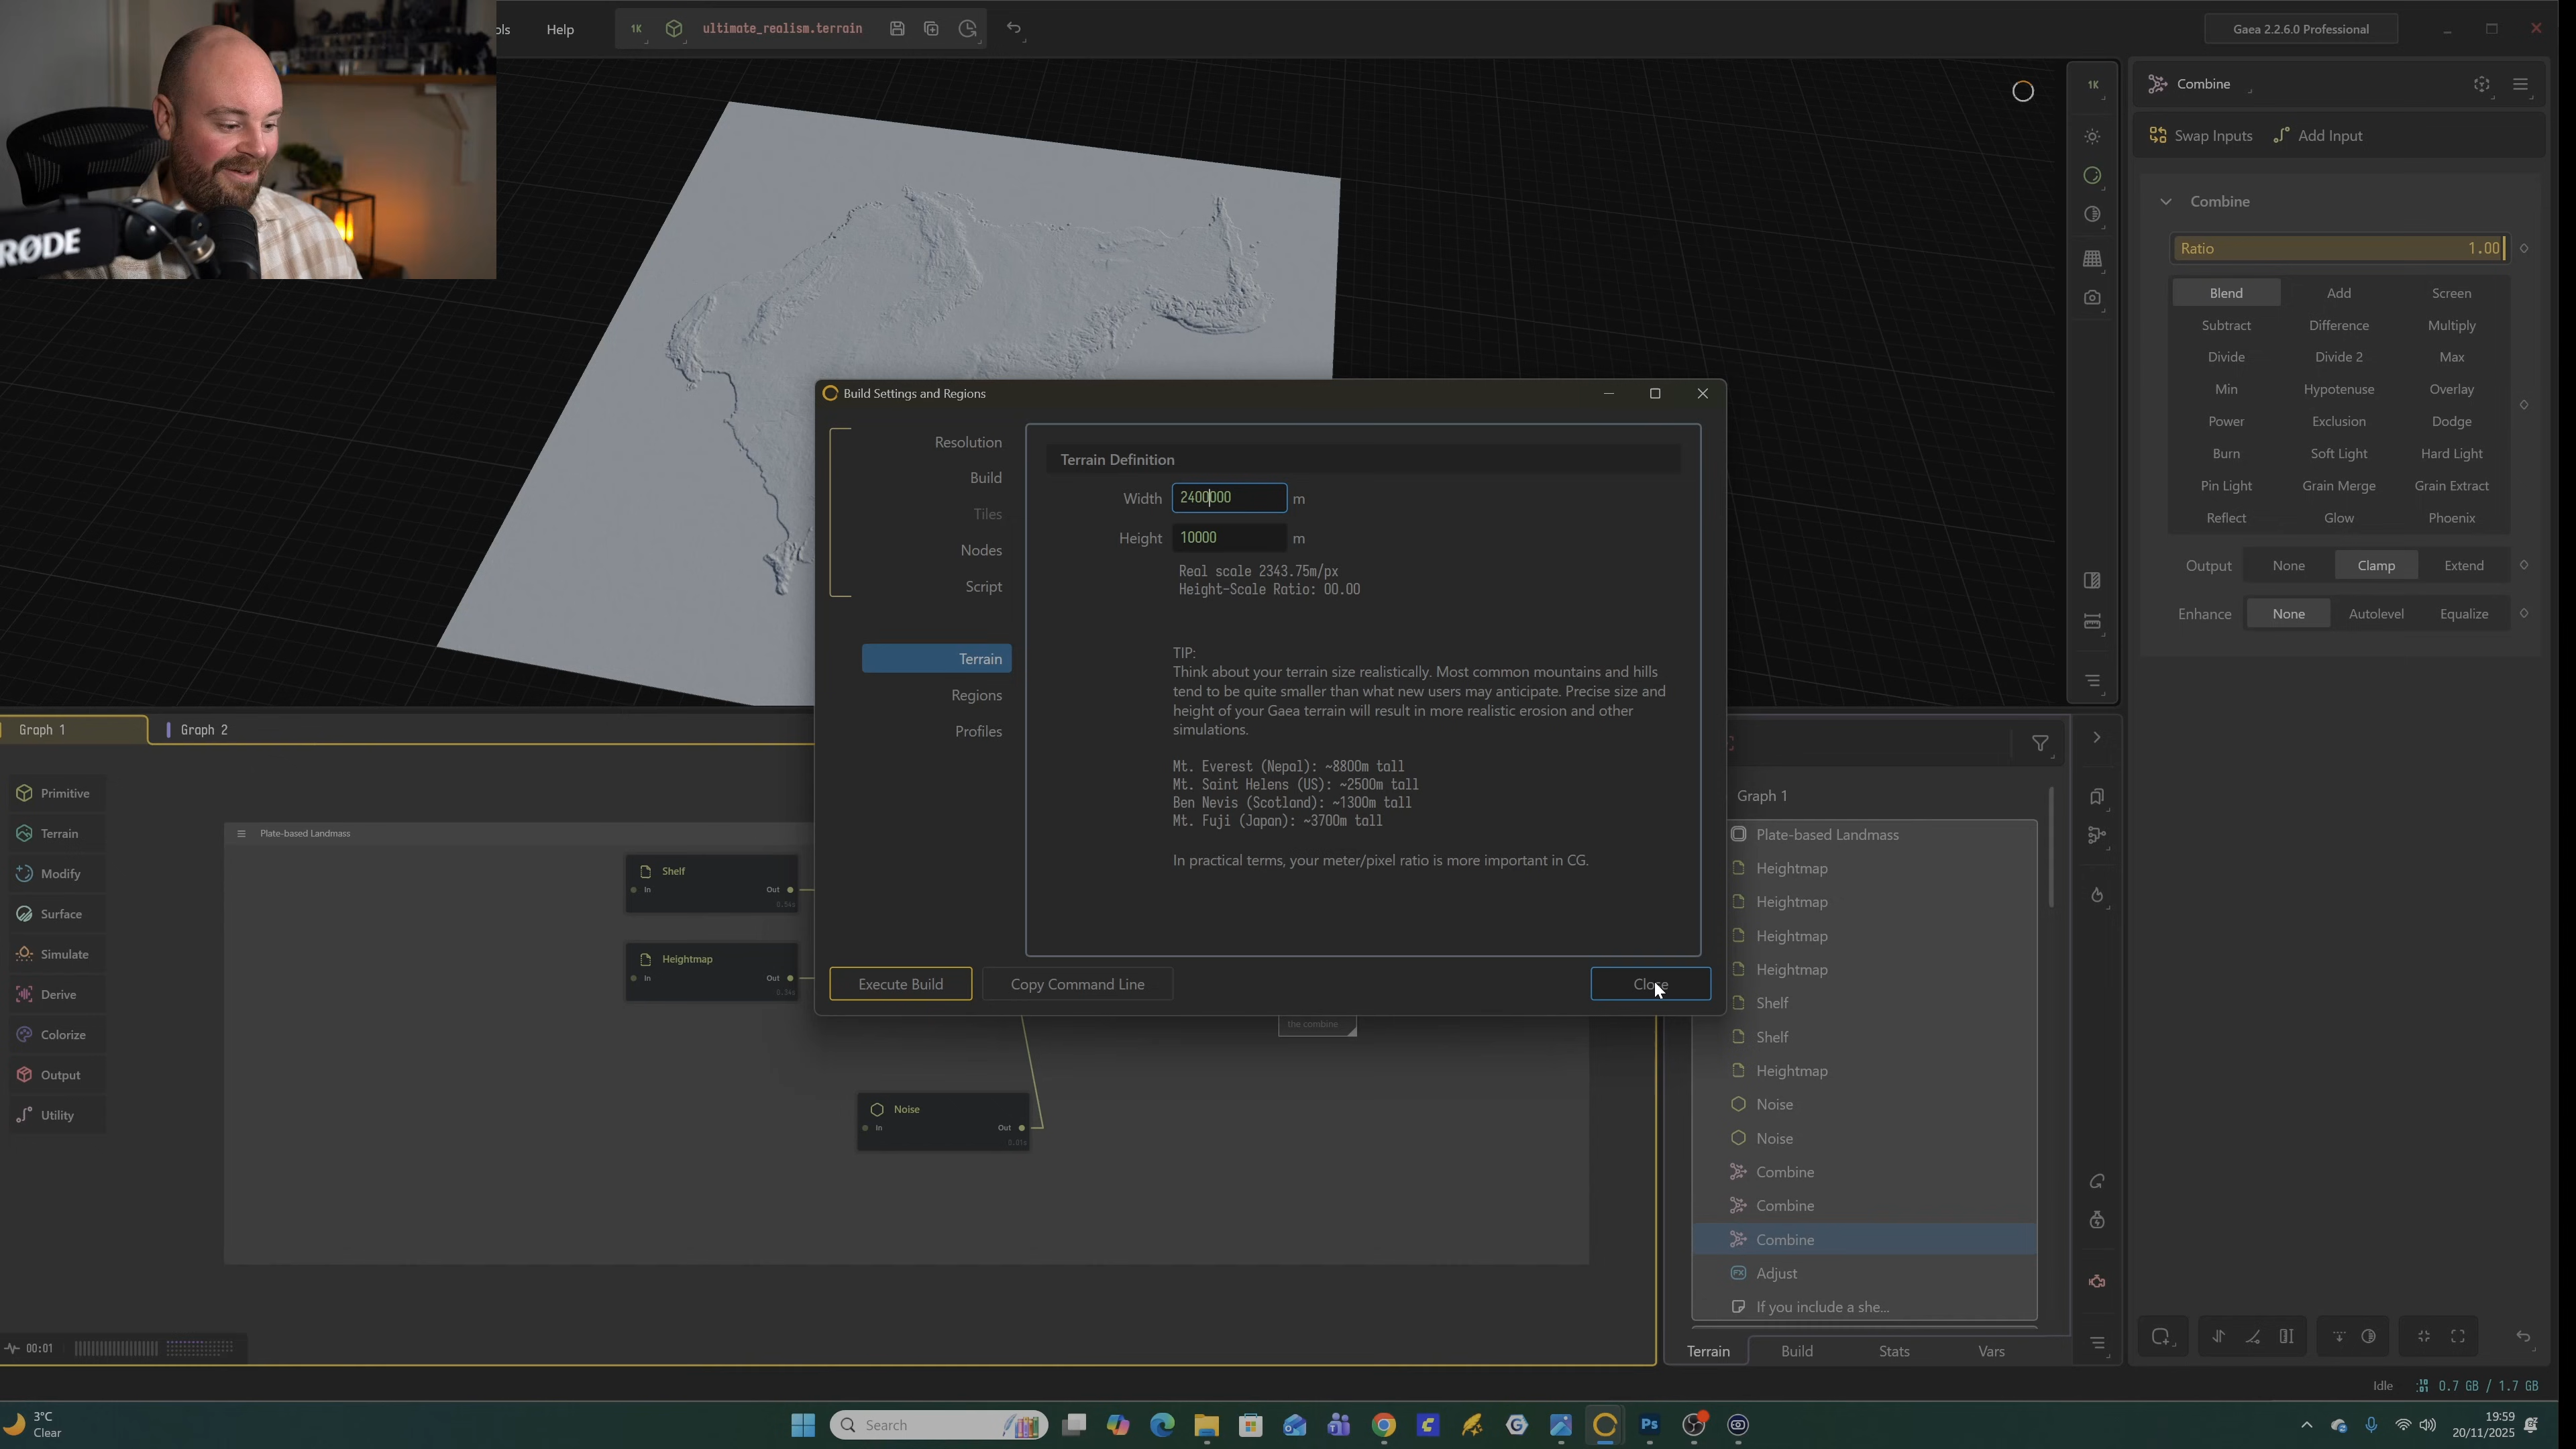 ols
Help
1K
ultimate_realism.terrain
Gaea 2.2.6.0 Professional
RØDE
1K
Combine
Swap Inputs
Add Input
Combine
Ratio 1.00
Blend Add Screen
Subtract Difference Multiply
Divide Divide 2 Max
Min Hypotenuse Overlay
Power Exclusion Dodge
Burn Soft Light Hard Light
Pin Light Grain Merge Grain Extract
Reflect Glow Phoenix
Output None Clamp Extend
Enhance None Autolevel Equalize
Build Settings and Regions
Resolution
Build
Tiles
Nodes
Script
Terrain
Regions
Profiles
Terrain Definition
Width 2400000 m
Height 10000 m
Real scale 2343.75m/px
Height-Scale Ratio: 00.00
TIP:
Think about your terrain size realistically. Most common mountains and hills
tend to be quite smaller than what new users may anticipate. Precise size and
height of your Gaea terrain will result in more realistic erosion and other
simulations.
Mt. Everest (Nepal): ~8800m tall
Mt. Saint Helens (US): ~2500m tall
Ben Nevis (Scotland): ~1300m tall
Mt. Fuji (Japan): ~3700m tall
In practical terms, your meter/pixel ratio is more important in CG.
Execute Build
Copy Command Line
Close
Graph 1
Graph 2
Primitive
Terrain
Modify
Surface
Simulate
Derive
Colorize
Output
Utility
Plate-based Landmass
Shelf
In Out
0.34s
Heightmap
In Out
0.34s
Noise
In Out
0.01s
the combine
Graph 1
Plate-based Landmass
Heightmap
Heightmap
Heightmap
Heightmap
Shelf
Shelf
Heightmap
Noise
Noise
Combine
Combine
Combine
Adjust
If you include a she...
Terrain Build Stats Vars
00:01
Idle
0.7 GB / 1.7 GB
3°C
Clear
Search
Ps
19:59
20/11/2025